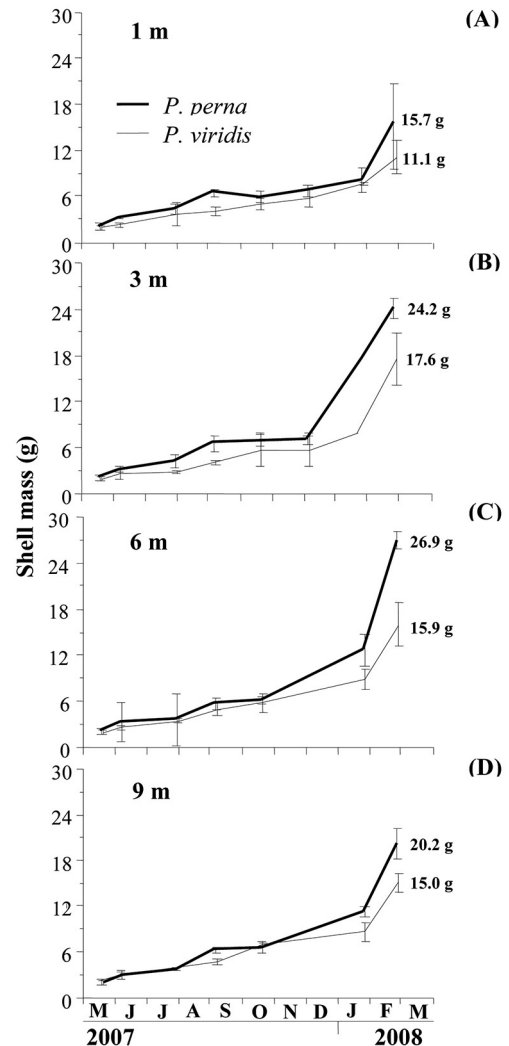 (A)
1 m
30
24
18
12
6
0
P. perna
P. viridis
15.7 g
11.1 g
(B)
3 m
30
24
18
12
6
0
24.2 g
17.6 g
Shell mass (g)
(C)
6 m
30
24
18
12
6
0
26.9 g
15.9 g
(D)
9 m
30
24
18
12
6
0
20.2 g
15.0 g
M J J A S O N D J F M
2007 2008